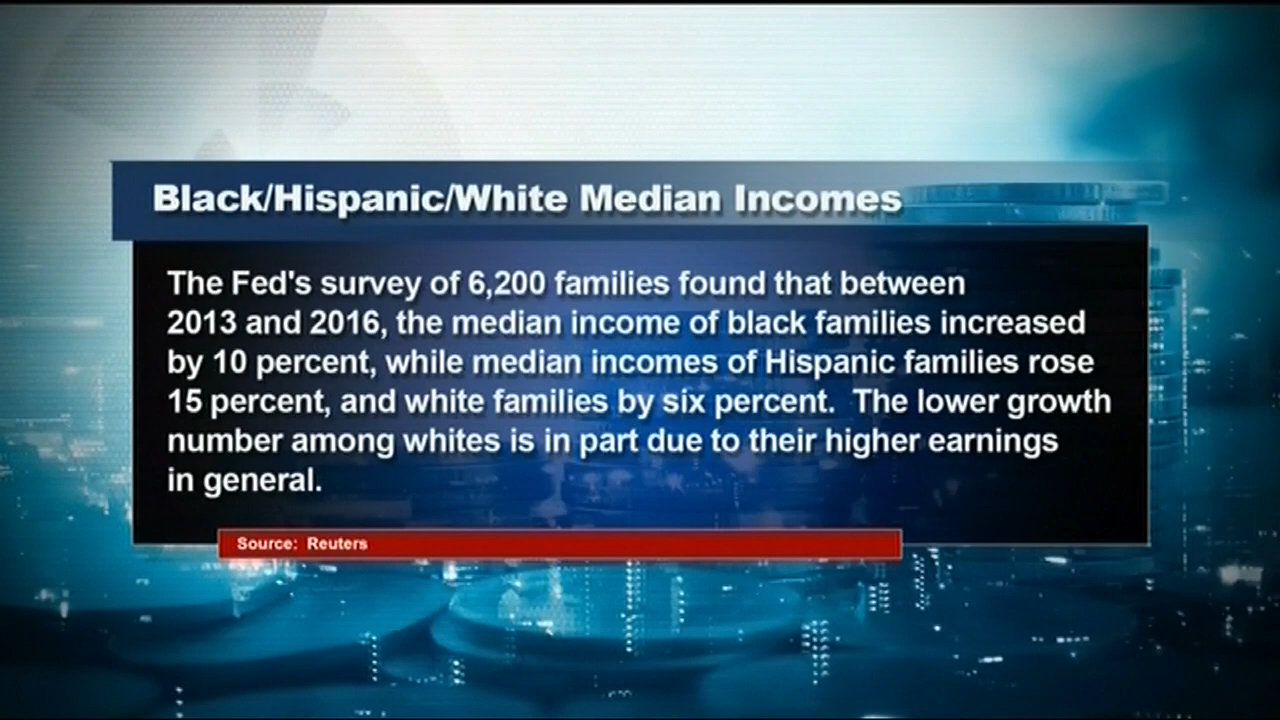 Black/Hispanic/White Median Incomes
The Fed's survey of 6,200 families found that between
2013 and 2016, the median income of black families increased
by 10 percent, while median incomes of Hispanic families rose
15 percent, and white families by six percent.  The lower growth
number among whites is in part due to their higher earnings
in general.
Source:  Reuters